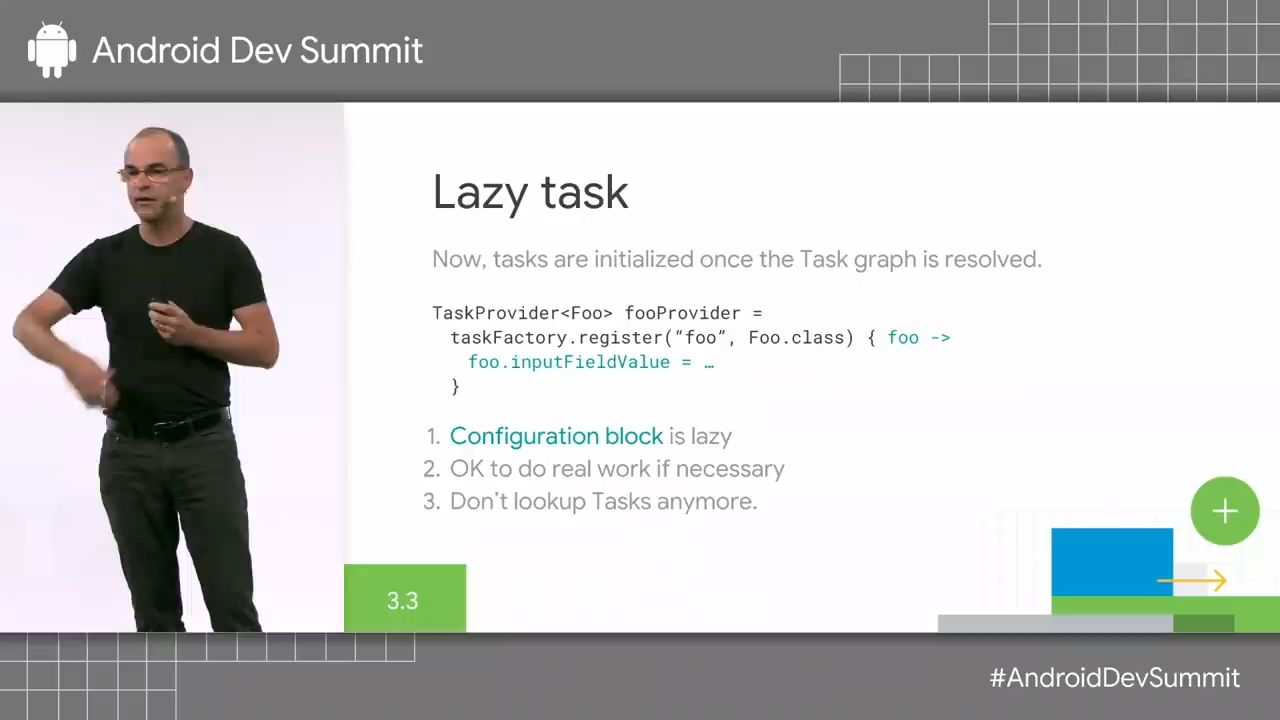 Android Dev Summit
Lazy task
Now, tasks are initialized once the Task graph is resolved.
TaskProvider<Foo> fooProvider =
taskFactory.register(“foo”, Foo.class) { foo ->
foo.inputFieldValue = …
}
1. Configuration block is lazy
2. OK to do real work if necessary
3. Don’t lookup Tasks anymore.
3.3
#AndroidDevSummit